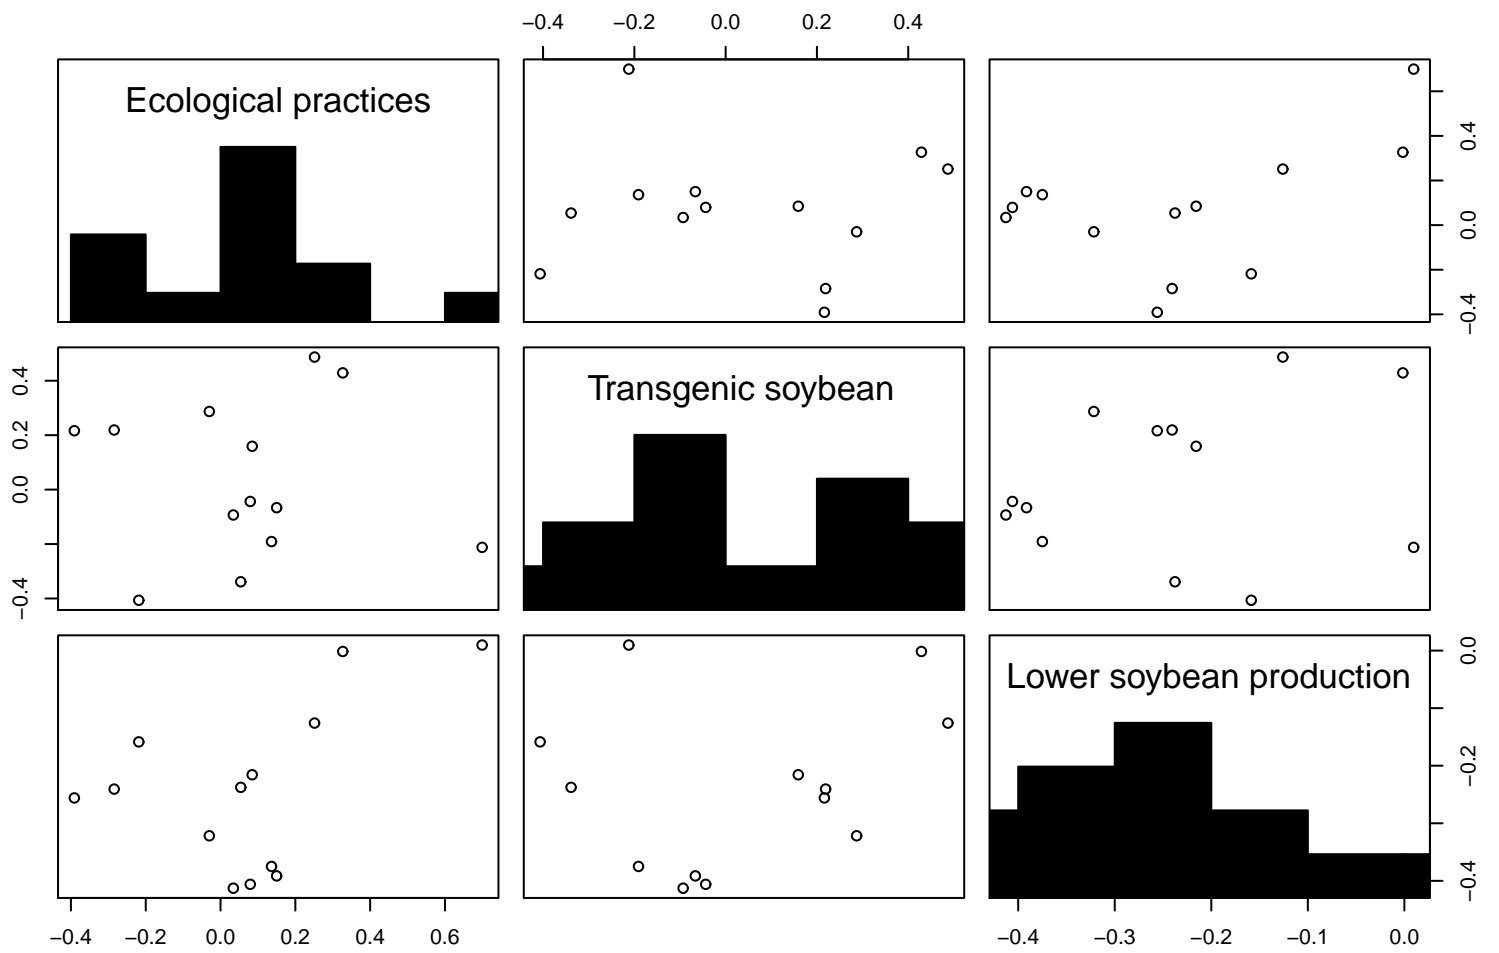 −0.4 −0.2 0.0 0.2 0.4
Ecological practices
−0.4 0.0 0.4
−0.4 0.0 0.2 0.4
Transgenic soybean
Lower soybean production
−0.4 −0.2 0.0
−0.4 −0.2 0.0 0.2 0.4 0.6
−0.4 −0.3 −0.2 −0.1 0.0